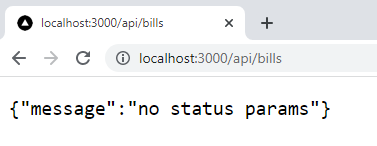 localhost:3000/api/bills
localhost:3000/api/bills
{"message":"no status params"}